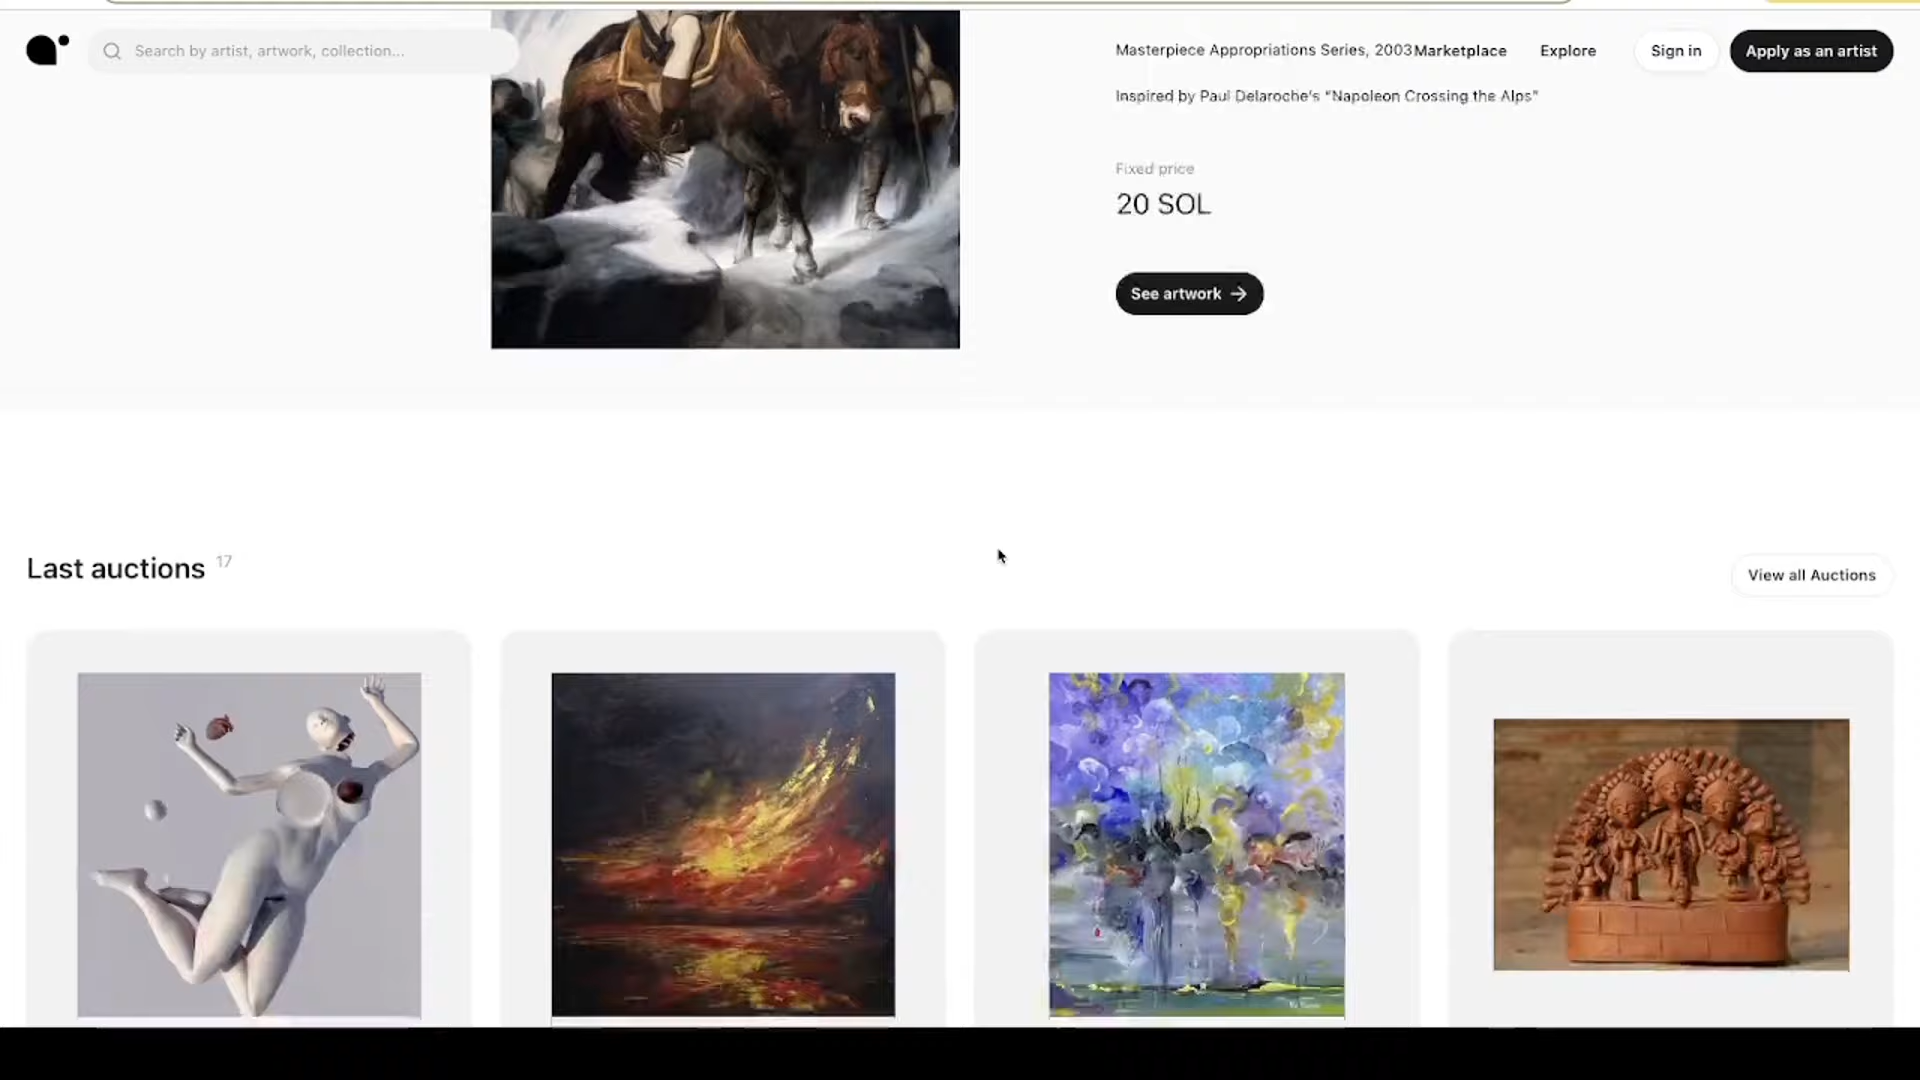 Search by artist, artwork, collection...
Masterpiece Appropriations Series, 2003
Marketplace
Explore
Sign in
Apply as an artist
Inspired by Paul Delaroche's “Napoleon Crossing the Alps”
Fixed price
20 SOL
See artwork
Last auctions 17
View all Auctions